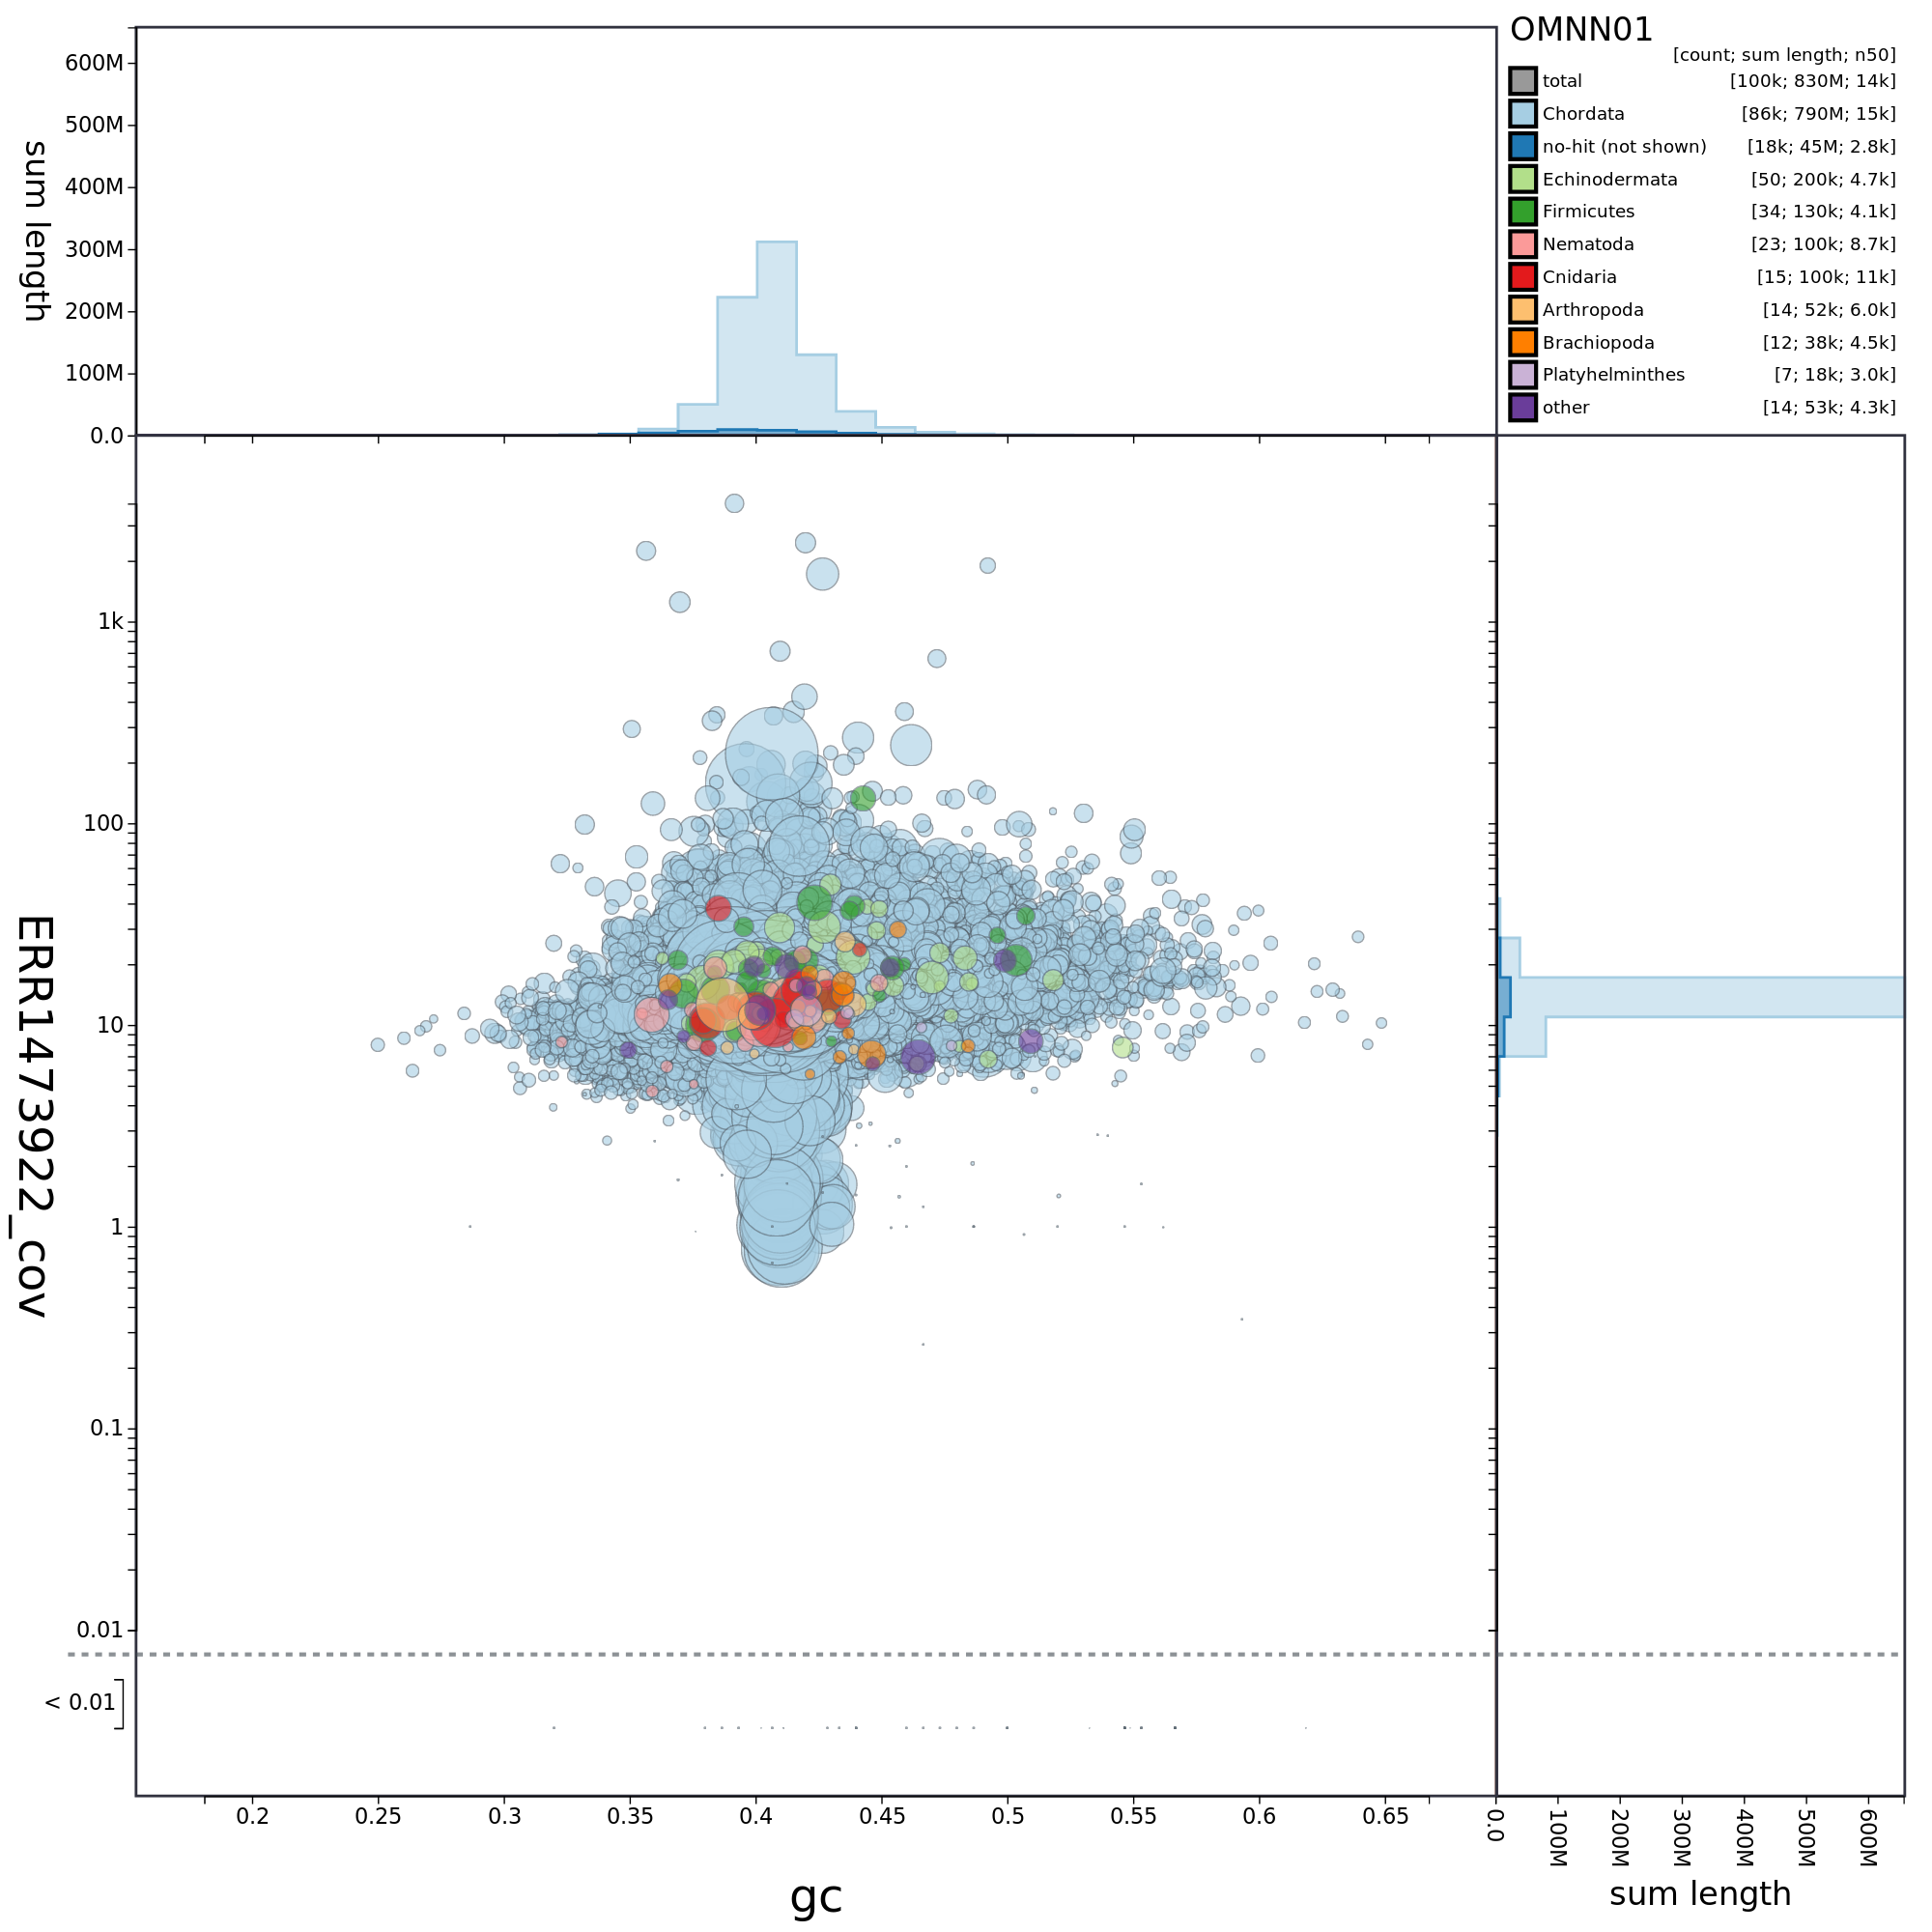 OMNN01
[count; sum length; n50]
total [100k; 830M; 14k]
Chordata [86k; 790M; 15k]
no-hit (not shown) [18k; 45M; 2.8k]
Echinodermata [50; 200k; 4.7k]
Firmicutes [34; 130k; 4.1k]
Nematoda [23; 100k; 8.7k]
Cnidaria [15; 100k; 11k]
Arthropoda [14; 52k; 6.0k]
Brachiopoda [12; 38k; 4.5k]
Platyhelminthes [7; 18k; 3.0k]
other [14; 53k; 4.3k]
sum length
600M
500M
400M
300M
200M
100M
0.0
ERR1473922_cov
1k
100
10
1
0.1
0.01
< 0.01
0.2 0.25 0.3 0.35 0.4 0.45 0.5 0.55 0.6 0.65
gc
0.0 100M 200M 300M 400M 500M 600M
sum length